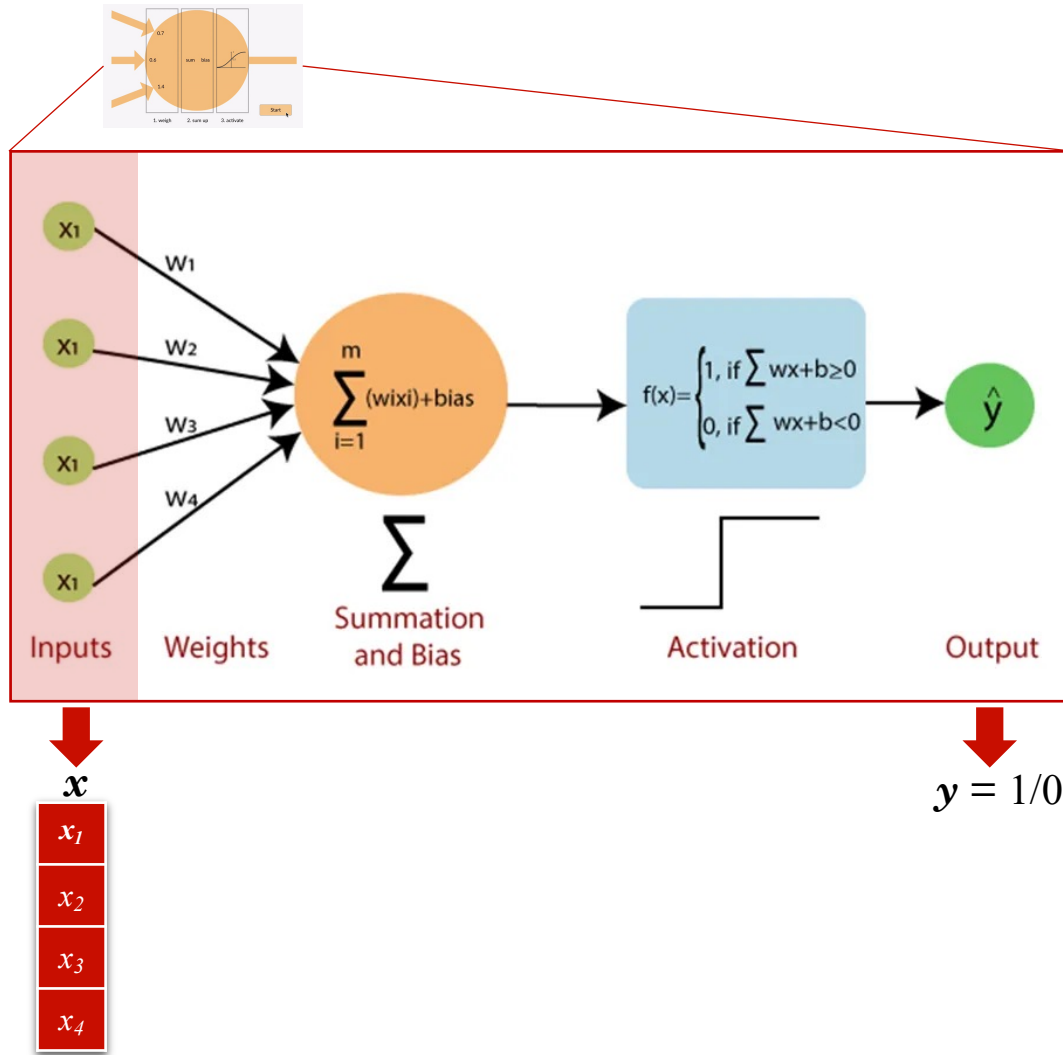 0.7
0.6
1.4
sum bias
Start
1. weigh 2. sum up 3. activate
x1
x1
x1
x1
w1
w2
w3
w4
m
∑(wixi)+bias
i=1
f(x)={1, if ∑ wx+b≥0
0, if ∑ wx+b<0
ŷ
∑
Inputs
Weights
Summation
and Bias
Activation
Output
x
x1
x2
x3
x4
y = 1/0